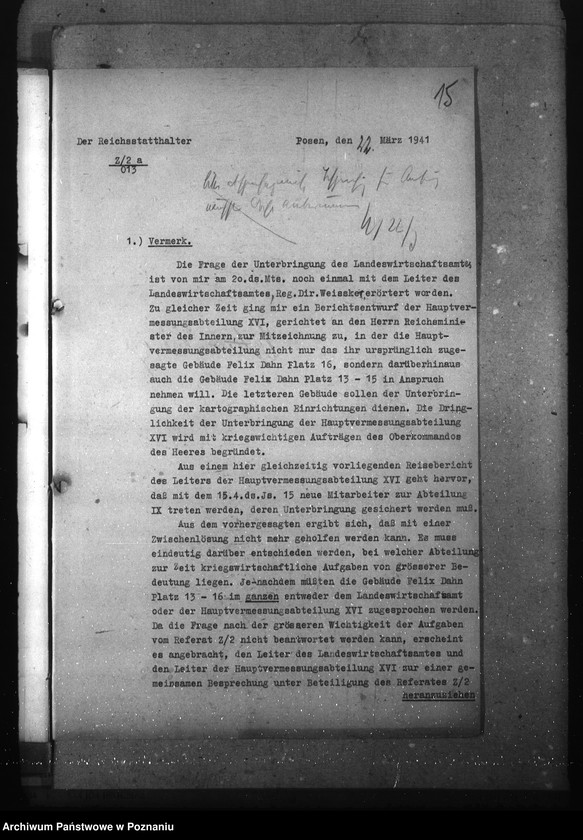 15
Der Reichsstatthalter Posen, den 22. März 1941
Z/2 a
013
22/3
1.) Vermerk.
Die Frage der Unterbringung des Landeswirtschaftsamtes
ist von mir am 20.ds.Mts. noch einmal mit dem Leiter des
Landeswirtschaftsamtes, Reg.Dir. Weissker, erörtert worden.
Zu gleicher Zeit ging mir ein Berichtsentwurf der Hauptver-
messungsabteilung XVI, gerichtet an den Herrn Reichsmini-
ster des Innern, zur Mitzeichnung zu, in der die Haupt-
vermessungsabteilung nicht nur das ihr ursprünglich zuge-
sagte Gebäude Felix Dahn Platz 16, sondern darüberhinaus
auch die Gebäude Felix Dahn Platz 13 - 15 in Anspruch
nehmen will. Die letzteren Gebäude sollen der Unterbrin-
gung der kartographischen Einrichtungen dienen. Die Dring-
lichkeit der Unterbringung der Hauptvermessungsabteilung
XVI wird mit kriegswichtigen Aufträgen des Oberkommandos
des Heeres begründet.
Aus einem hier gleichzeitig vorliegenden Reisebericht
des Leiters der Hauptvermessungsabteilung XVI geht hervor,
daß mit dem 15.4.ds.Js. 15 neue Mitarbeiter zur Abteilung
IX treten werden, deren Unterbringung gesichert werden muß.
Aus dem vorhergesagten ergibt sich, daß mit einer
Zwischenlösung nicht mehr geholfen werden kann. Es muss
eindeutig darüber entschieden werden, bei welcher Abteilung
zur Zeit kriegswirtschaftliche Aufgaben von grösserer Be-
deutung liegen. Je-nachdem müßten die Gebäude Felix Dahn
Platz 13 - 16 im ganzen entweder dem Landeswirtschaftsamt
oder der Hauptvermessungsabteilung XVI zugesprochen werden.
Da die Frage nach der grösseren Wichtigkeit der Aufgaben
vom Referat Z/2 nicht beantwortet werden kann, erscheint
es angebracht, den Leiter des Landeswirtschaftsamtes und
den Leiter der Hauptvermessungsabteilung XVI zur einer ge-
meinsamen Besprechung unter Beteiligung des Referates Z/2
heranzuziehen
Archiwum Państwowe w Poznaniu